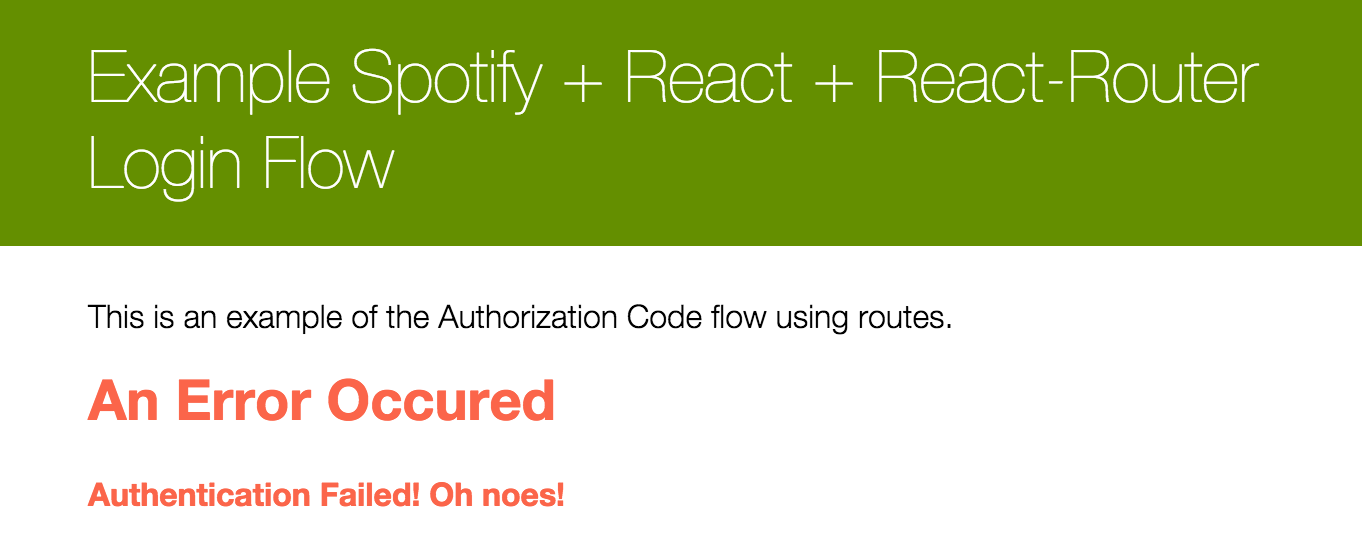 Example Spotify + React + React-Router
Login Flow
This is an example of the Authorization Code flow using routes.
An Error Occured
Authentication Failed! Oh noes!